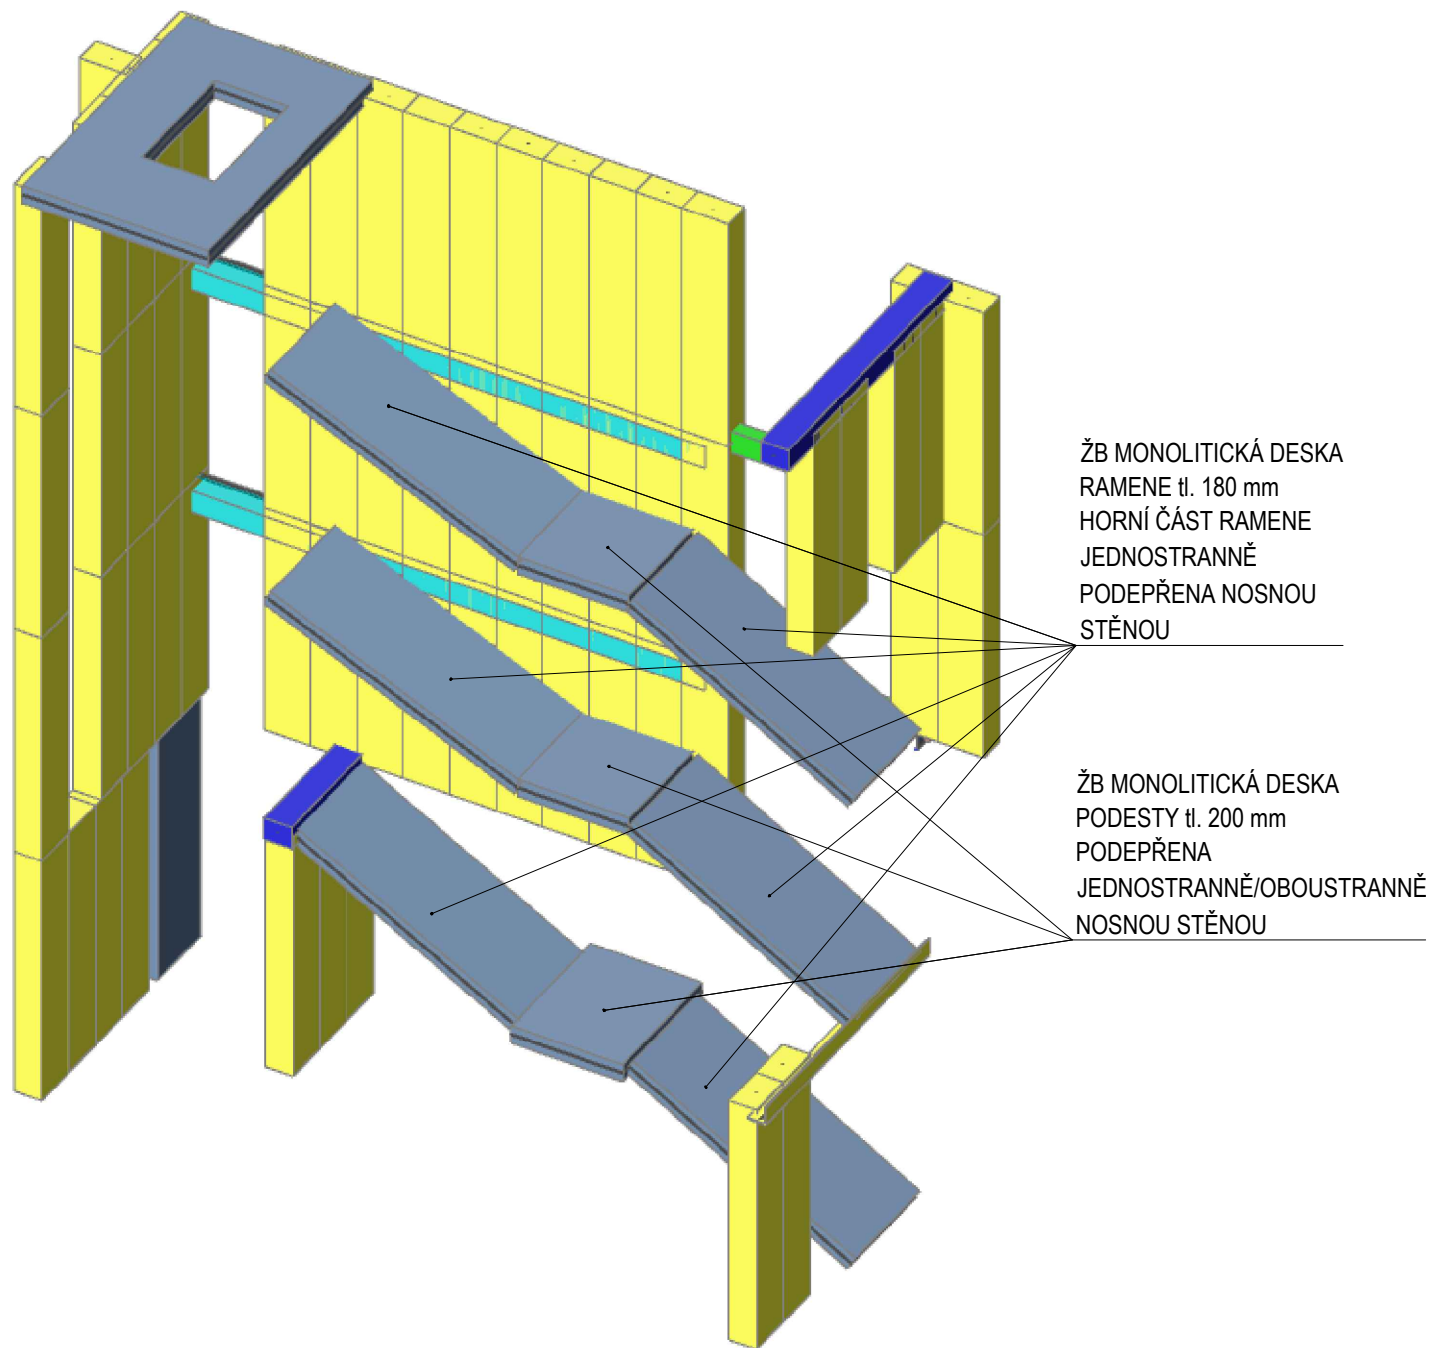 ŽB MONOLITICKÁ DESKA
RAMENE tl. 180 mm
HORNÍ ČÁST RAMENE
JEDNOSTRANNĚ
PODEPŘENA NOSNOU
STĚNOU
ŽB MONOLITICKÁ DESKA
PODESTY tl. 200 mm
PODEPŘENA
JEDNOSTRANNĚ/OBOUSTRANNĚ
NOSNOU STĚNOU